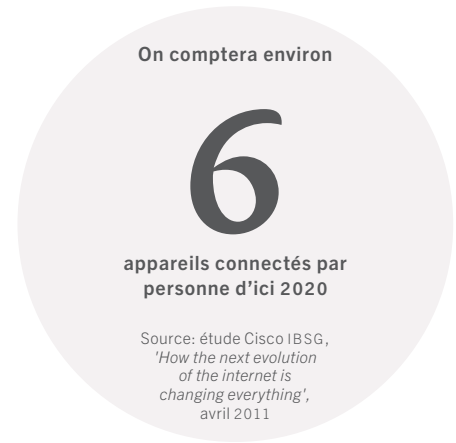 On comptera environ
6
appareils connectés par
personne d'ici 2020
Source: étude Cisco IBSG,
'How the next evolution
of the internet is
changing everything',
avril 2011